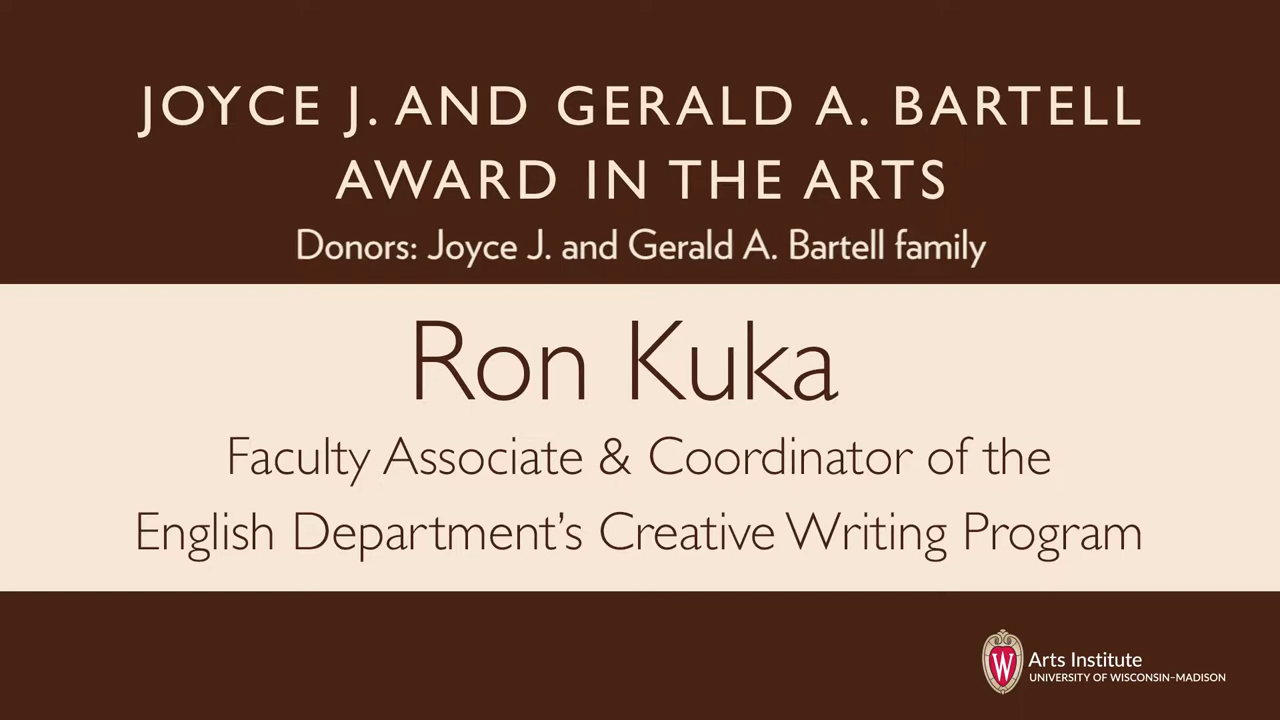 JOYCE J. AND GERALD A. BARTELL
AWARD IN THE ARTS
Donors: Joyce J. and Gerald A. Bartell family
Ron Kuka
Faculty Associate & Coordinator of the
English Department’s Creative Writing Program
W
Arts Institute
UNIVERSITY OF WISCONSIN–MADISON